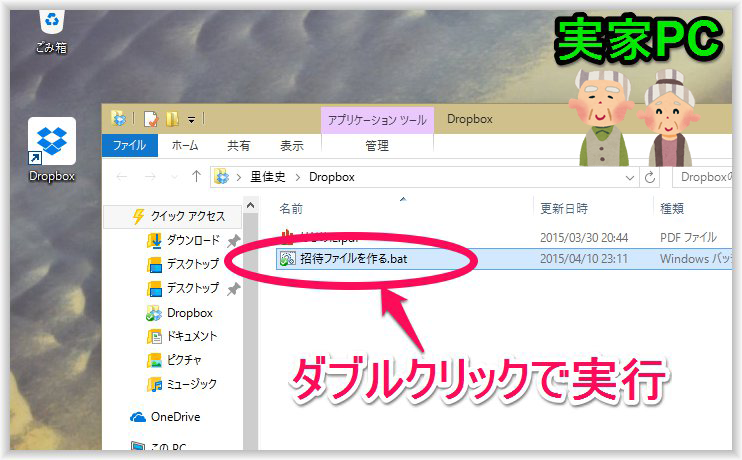 ごみ箱
実家PC
Dropbox
アプリケーション ツール
Dropbox
ファイル
ホーム
共有
表示
管理
里佳史
Dropbox
Dropboxの
名前
更新日時
種類
クイック アクセス
ダウンロード
デスクトップ
デスクトップ
Dropbox
ドキュメント
ピクチャ
ミュージック
OneDrive
この PC
2015/03/30 20:44
PDF ファイル
招待ファイルを作る.bat
2015/04/10 23:11
Windows バッチ
ダブルクリックで実行